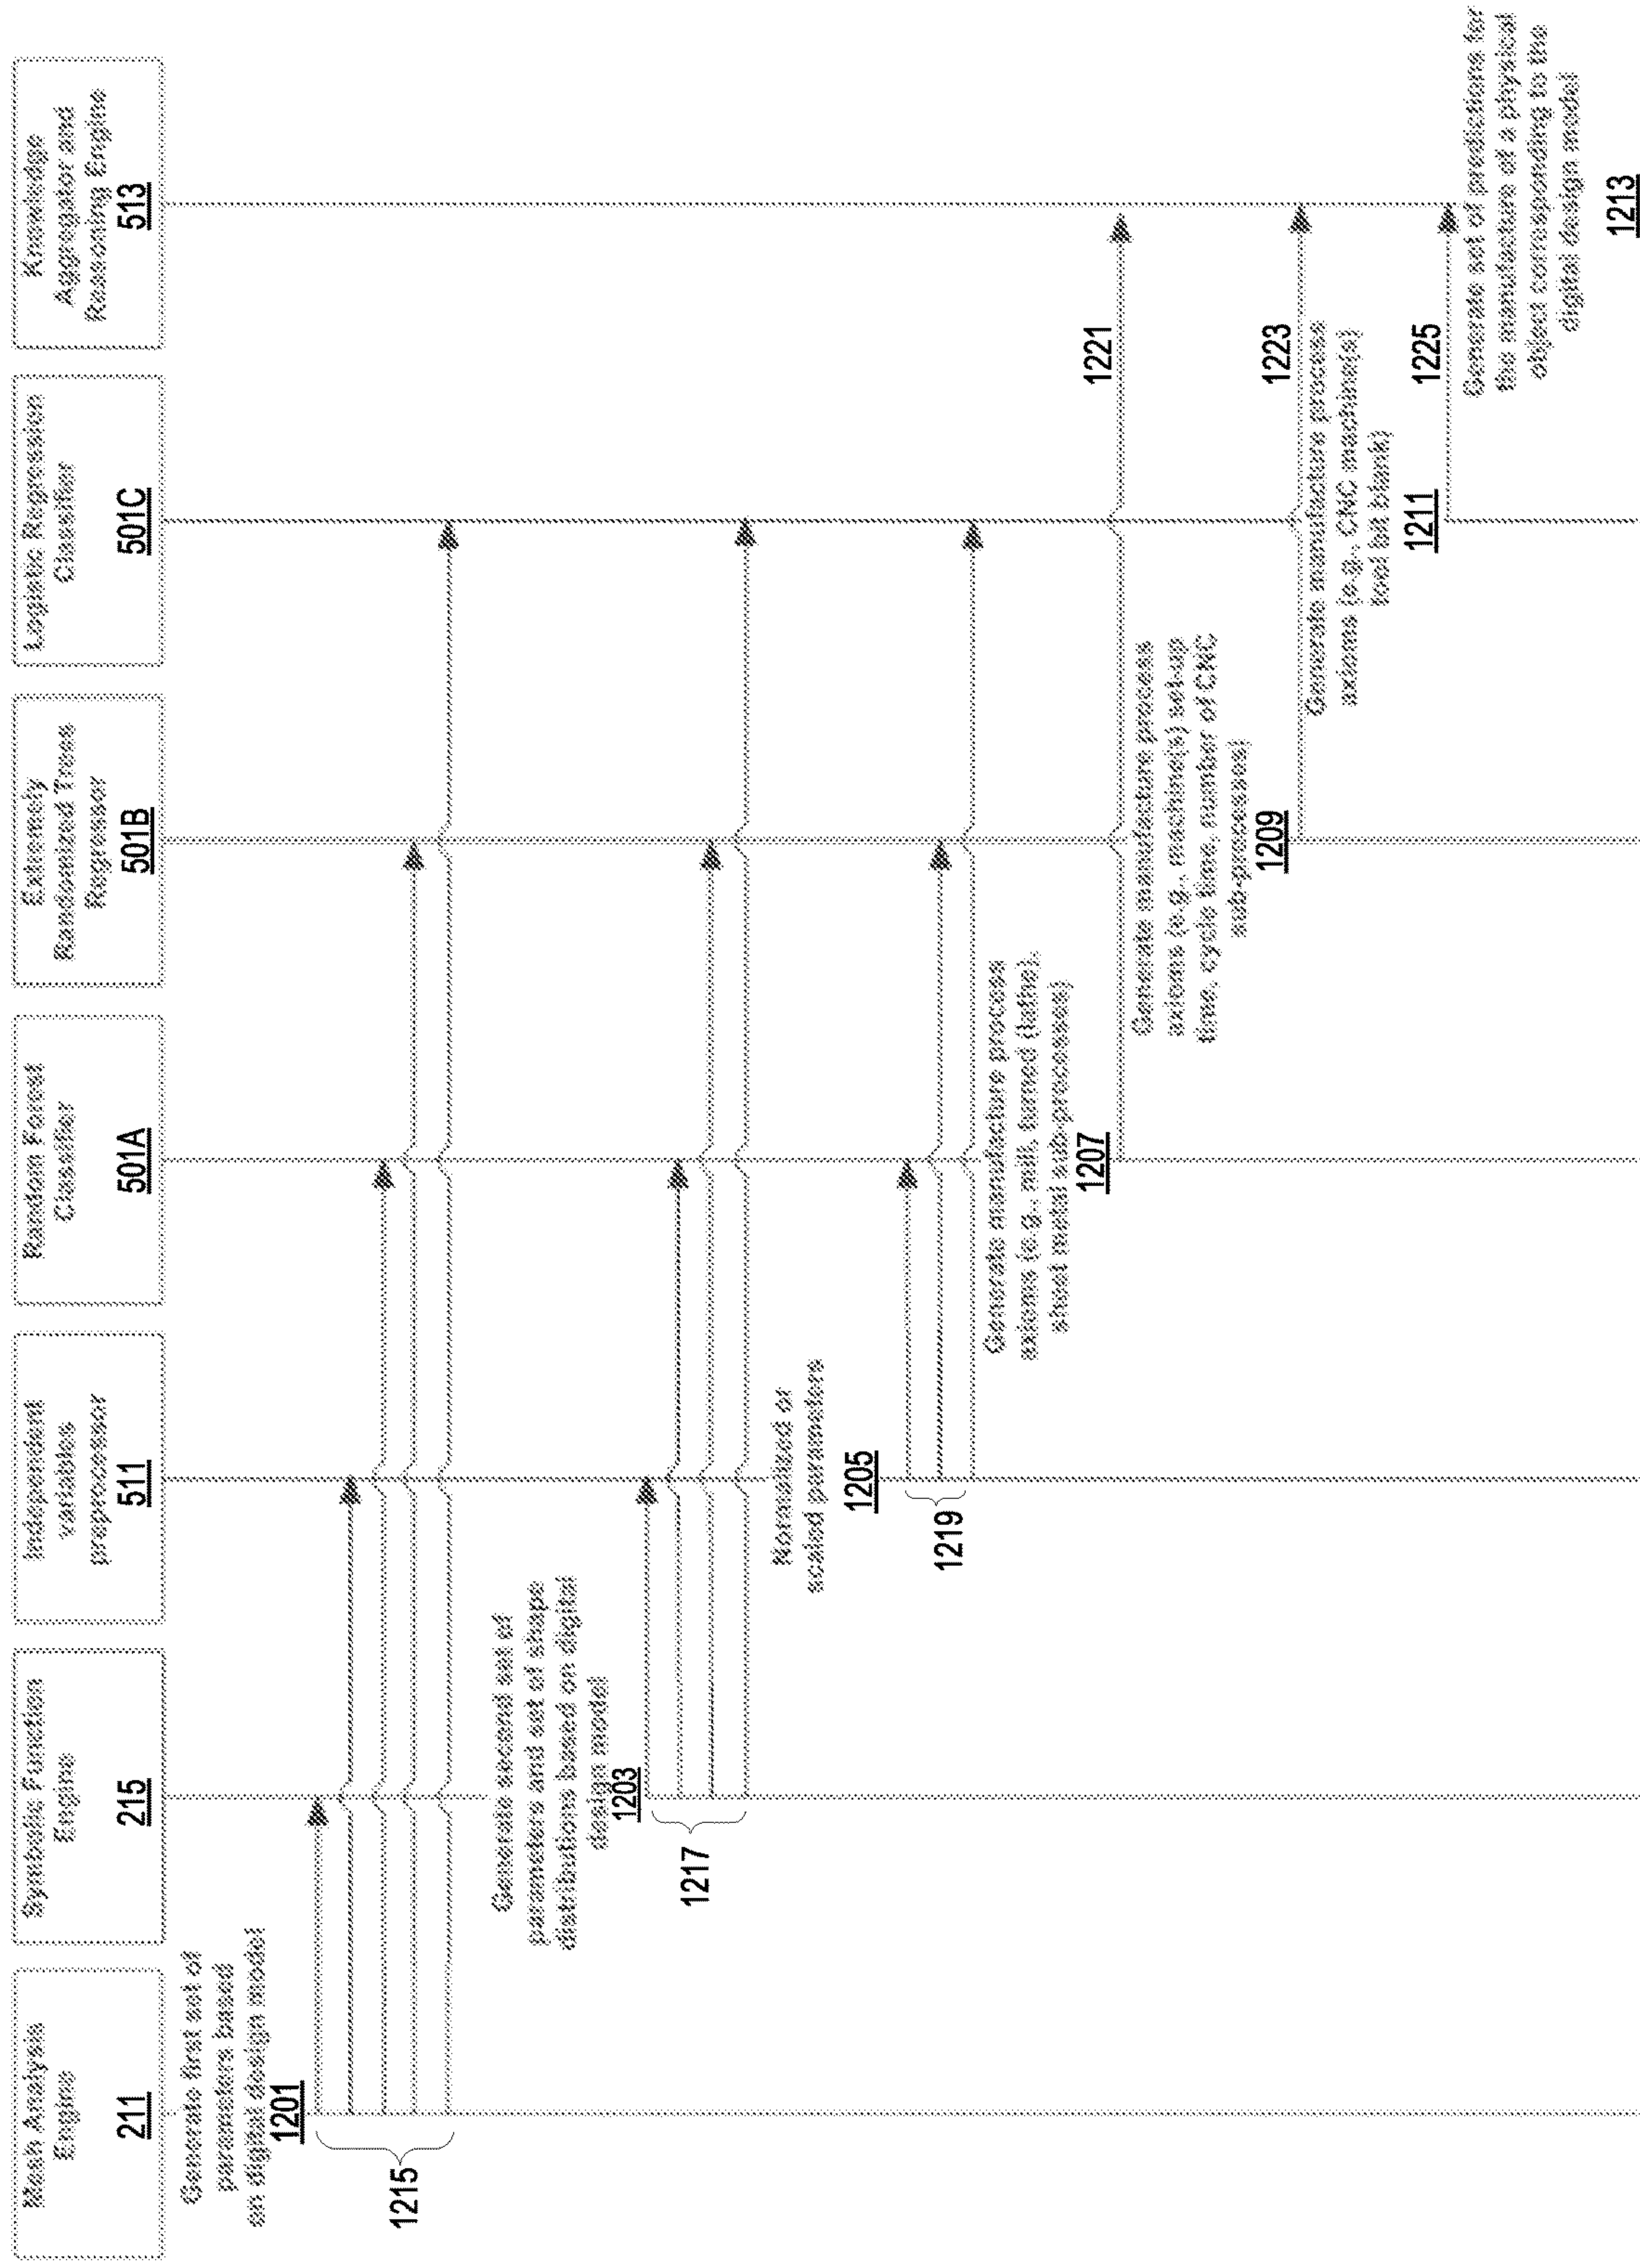 Mesh Analysis
Engine
211
Symbolic Function
Engine
215
Independent
variables
preprocessor
511
Random Forest
Classifier
501A
Extremely
Randomized Trees
Regressor
501B
Logistic Regression
Classifier
501C
Knowledge
Aggregator and
Reasoning Engine
513
Generate first set of
parameters based
on digital design model
1201
1215
Generate second set of
parameters and set of shape
distributions based on digital
design model
1203
1217
Normalized or
scaled parameters
1205
1219
Generate manufacture process
axioms (e.g., mill, turned (lathe),
sheet metal sub-processes)
1207
1221
Generate manufacture process
axioms (e.g., machine(s) set-up
time, cycle time, number of CNC
sub-processes)
1209
1223
Generate manufacture process
axioms (e.g., CNC machine(s)
tool bit blank)
1211
1225
Generate set of predictions for
the manufacture of a physical
object corresponding to the
digital design model
1213